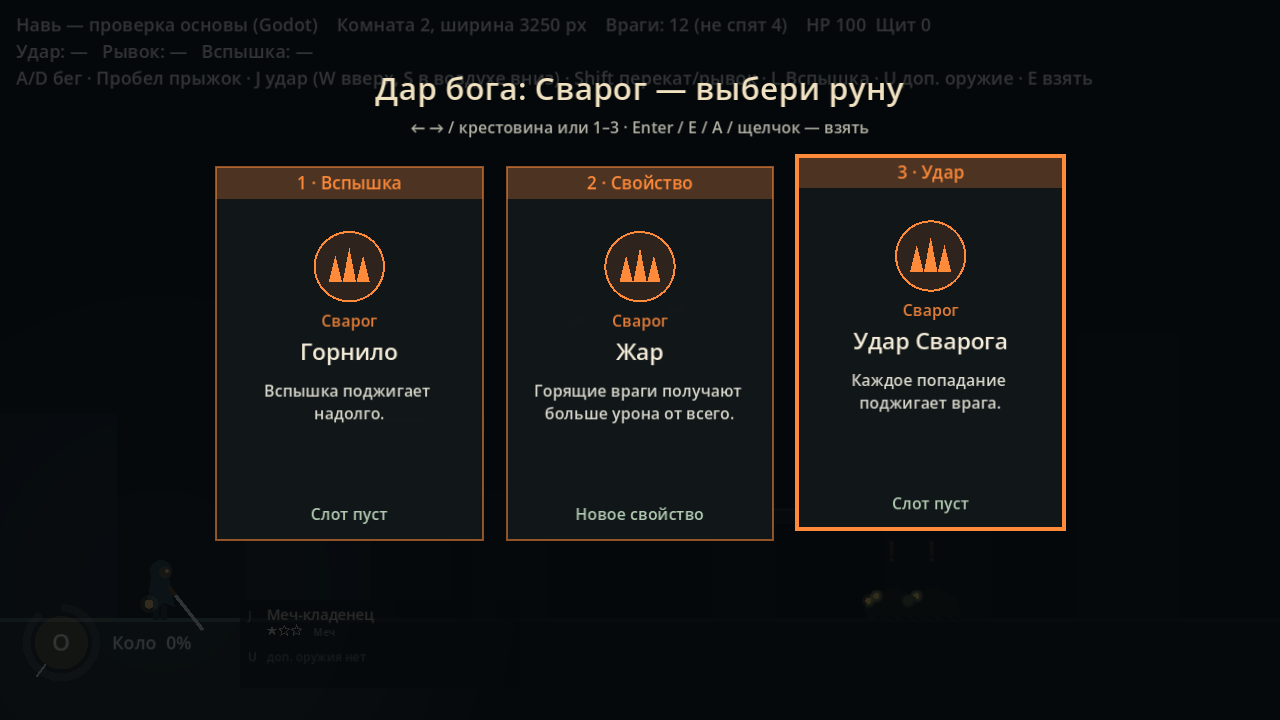 Навь — проверка основы (Godot) Комната 2, ширина 3250 px Враги: 12 (не спят 4) HP 100 Щит 0
Удар: — Рывок: — Вспышка: —
A/D бег · Пробел прыжок · J удар (W вверх, S в воздухе вниз) · Shift перекат/рывок · L Вспышка · U доп. оружие · E взять
Дар бога: Сварог — выбери руну
← → / крестовина или 1–3 · Enter / E / A / щелчок — взять
1 · Вспышка
Сварог
Горнило
Вспышка поджигает
надолго.
Слот пуст
2 · Свойство
Сварог
Жар
Горящие враги получают
больше урона от всего.
Новое свойство
3 · Удар
Сварог
Удар Сварога
Каждое попадание
поджигает врага.
Слот пуст
! !
О Коло 0%
J Меч-кладенец
★☆☆ Меч
U доп. оружия нет